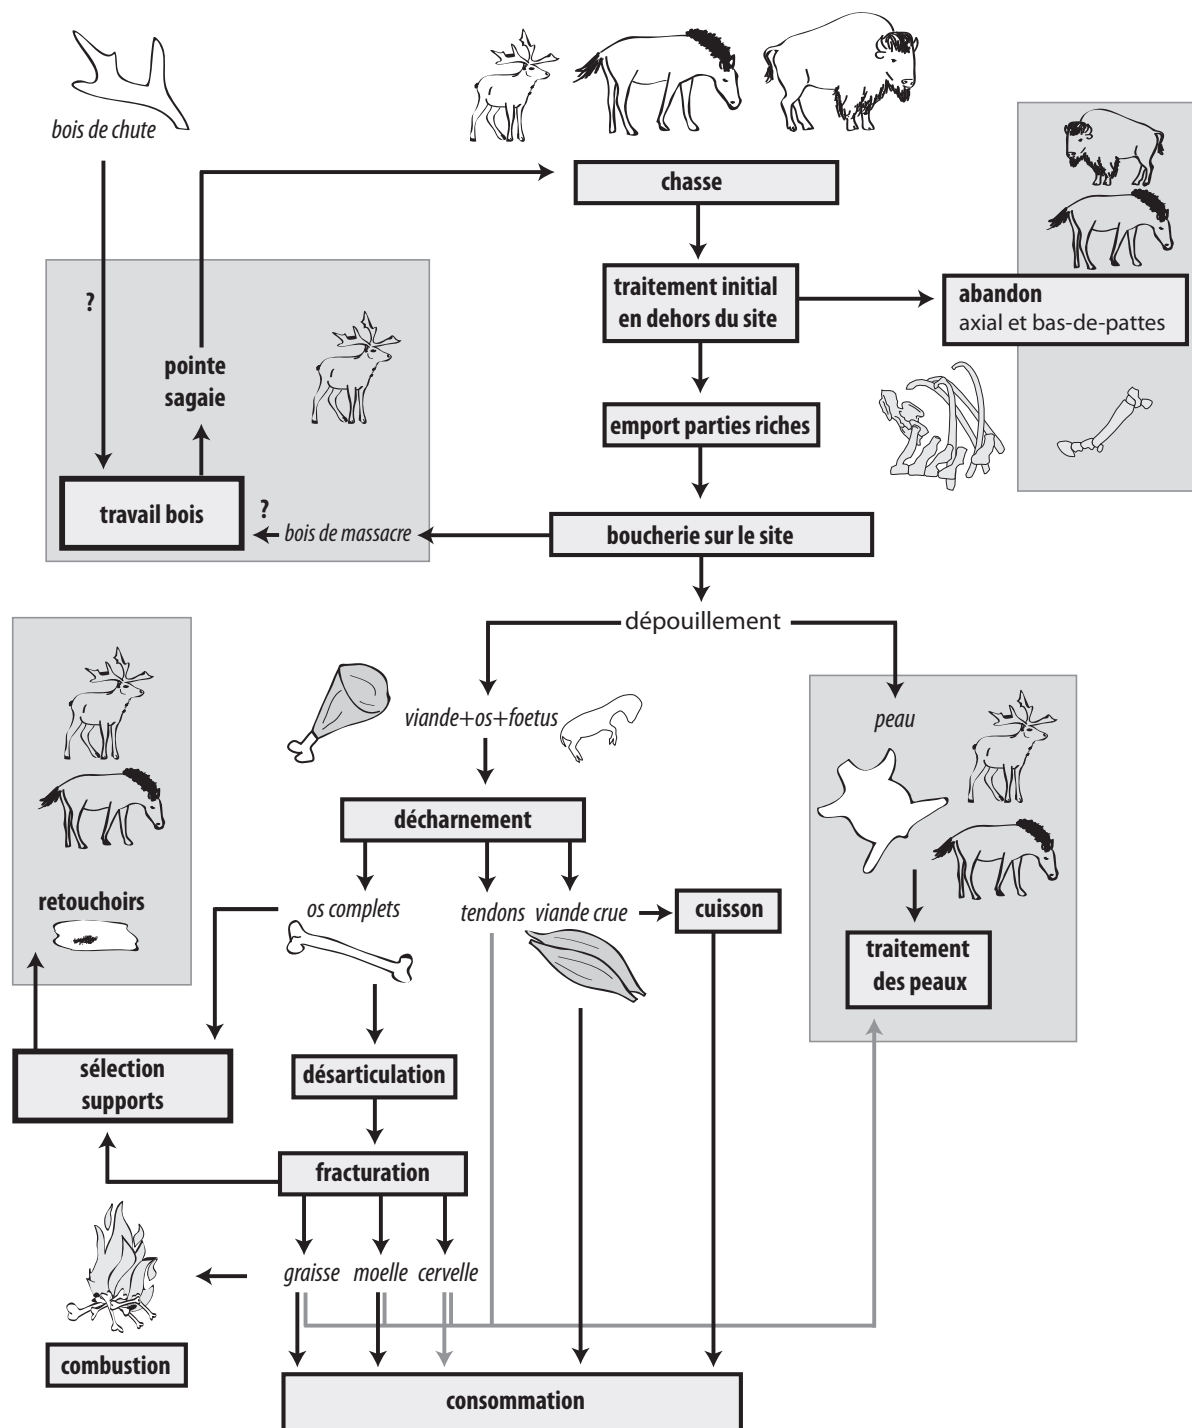 bois de chute
chasse
traitement initial
en dehors du site
abandon
axial et bas-de-pattes
?
pointe
sagaie
emport parties riches
travail bois
?
bois de massacre
boucherie sur le site
dépouillement
viande+os+foetus
peau
décharnement
retouchoirs
os complets
tendons
viande crue
cuisson
traitement
des peaux
sélection
supports
désarticulation
fracturation
graisse
moelle
cervelle
combustion
consommation